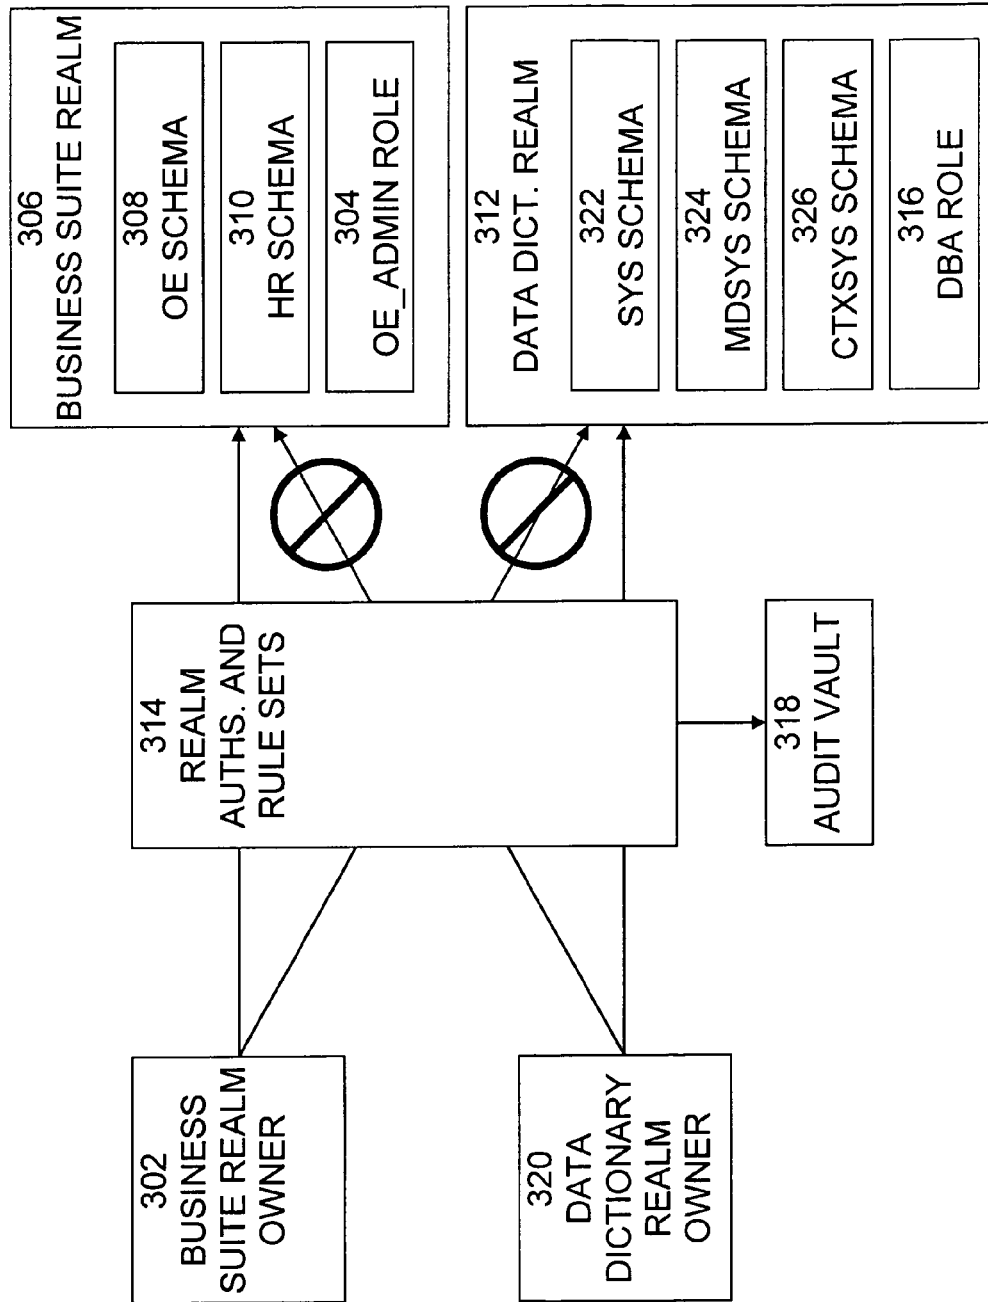 302
BUSINESS
SUITE REALM
OWNER
320
DATA
DICTIONARY
REALM
OWNER
314
REALM
AUTHS. AND
RULE SETS
318
AUDIT VAULT
306
BUSINESS SUITE REALM
308
OE SCHEMA
310
HR SCHEMA
304
OE_ADMIN ROLE
312
DATA DICT. REALM
322
SYS SCHEMA
324
MDSYS SCHEMA
326
CTXSYS SCHEMA
316
DBA ROLE